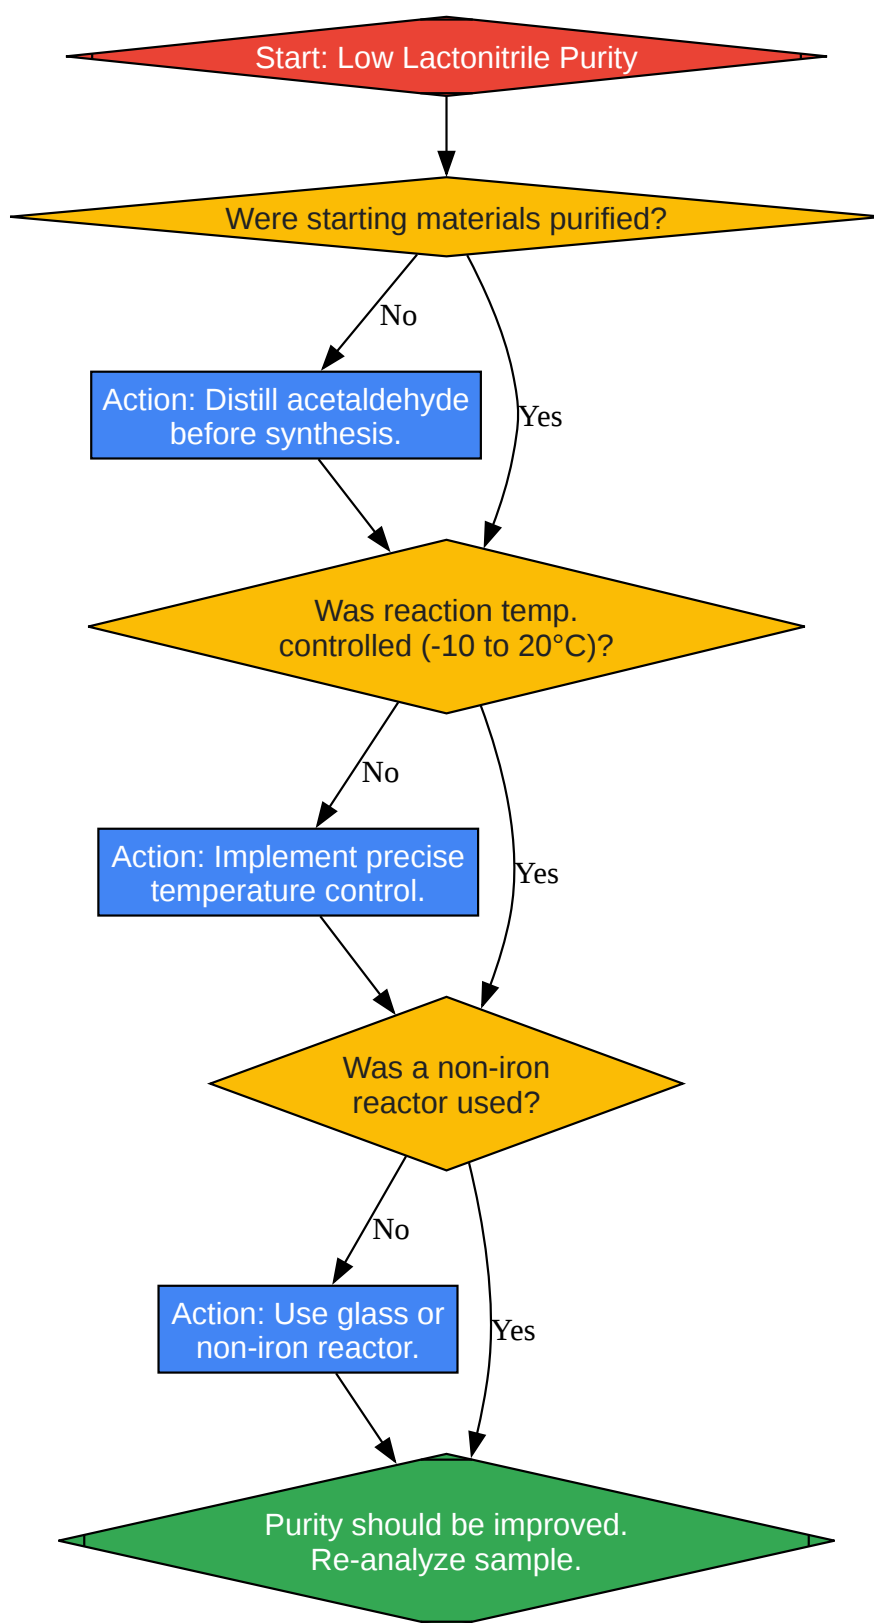 Start: Low Lactonitrile Purity
Were starting materials purified?
No
Action: Distill acetaldehyde
before synthesis.
Yes
Was reaction temp.
controlled (-10 to 20°C)?
No
Action: Implement precise
temperature control.
Yes
Was a non-iron
reactor used?
No
Action: Use glass or
non-iron reactor.
Yes
Purity should be improved.
Re-analyze sample.